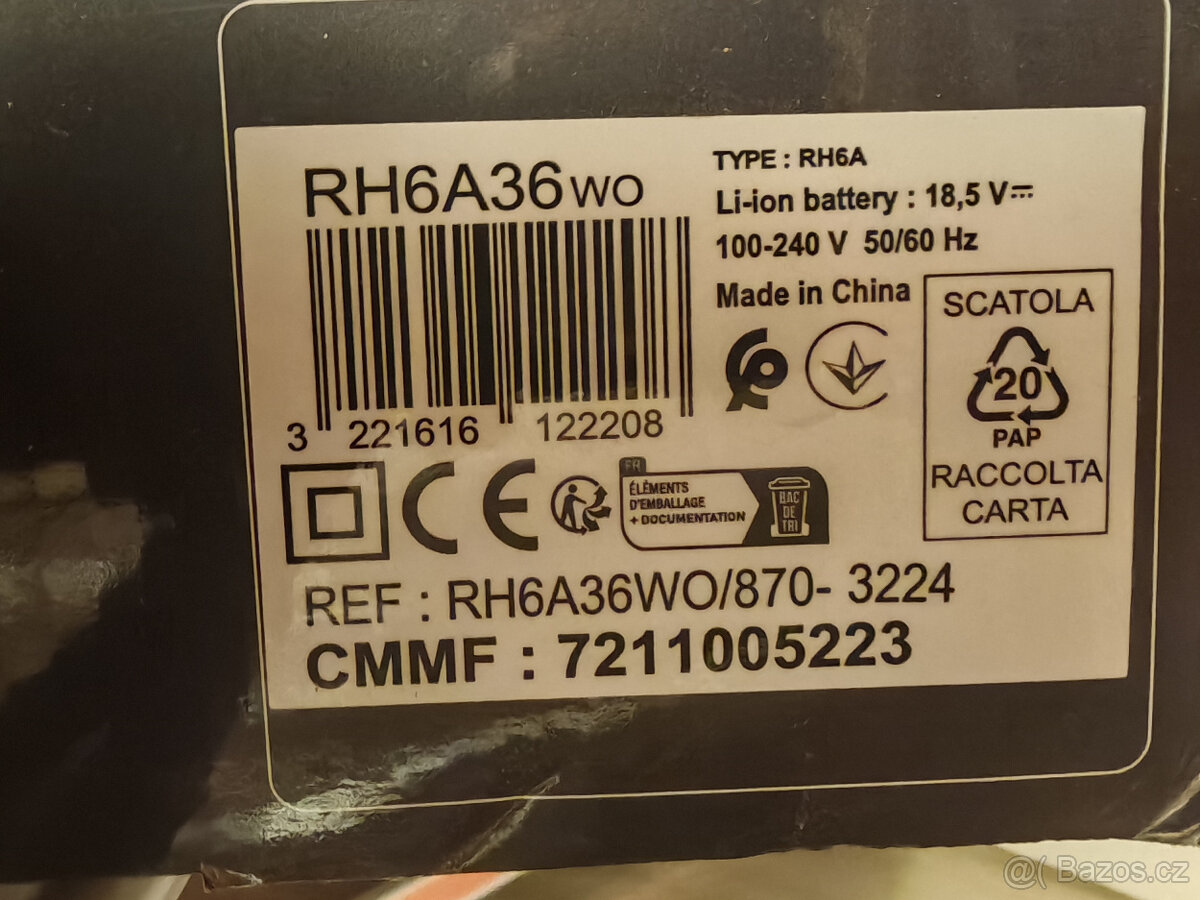 RH6A36WO
3 221616 122208
TYPE : RH6A
Li-ion battery : 18,5 V
100-240 V 50/60 Hz
Made in China
SCATOLA
20
PAP
RACCOLTA
CARTA
CE
FR
ÉLÉMENTS
D'EMBALLAGE
+ DOCUMENTATION
BAC
DE
TRI
REF : RH6A36WO/870- 3224
CMMF : 7211005223
@( Bazos.cz